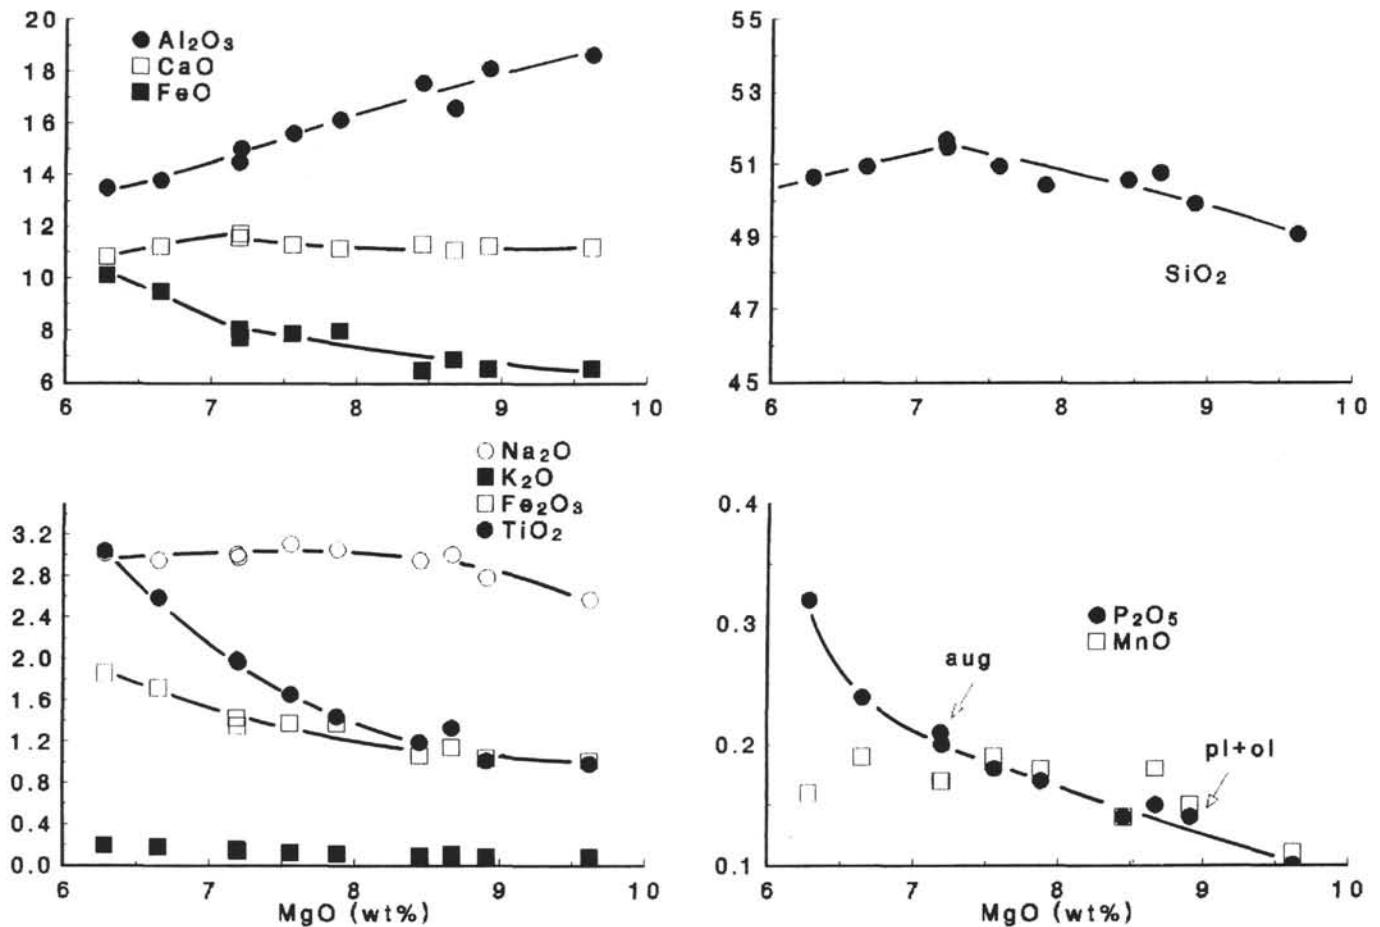 20
18
16
14
12
10
8
6
6 7 8 9 10
● Al₂O₃
□ CaO
■ FeO
55
53
51
49
47
45
6 7 8 9 10
SiO₂
○ Na₂O
■ K₂O
□ Fe₂O₃
● TiO₂
3.2
2.8
2.4
2.0
1.6
1.2
0.8
0.4
0.0
6 7 8 9 10
MgO (wt%)
0.4
0.3
0.2
0.1
● P₂O₅
□ MnO
aug
pl+ol
6 7 8 9 10
MgO (wt%)